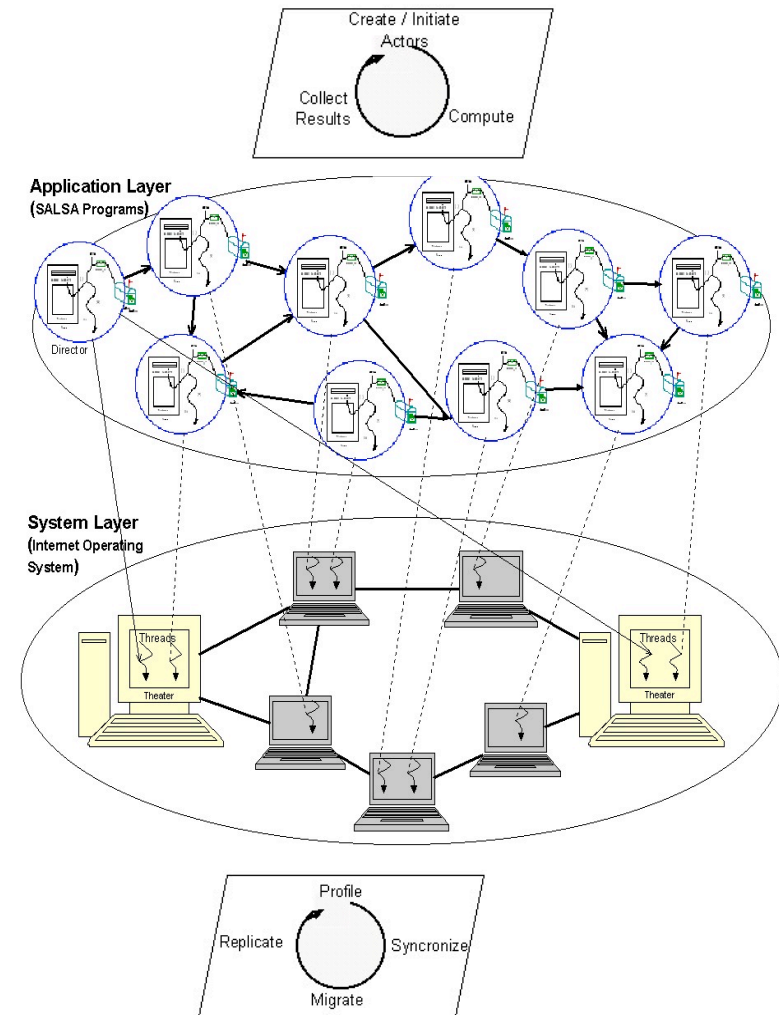 Create / Initiate
Actors
Collect
Results
Compute
Application Layer
(SALSA Programs)
Director
System Layer
(Internet Operating
System)
Threads
Theater
Threads
Theater
Profile
Replicate
Syncronize
Migrate